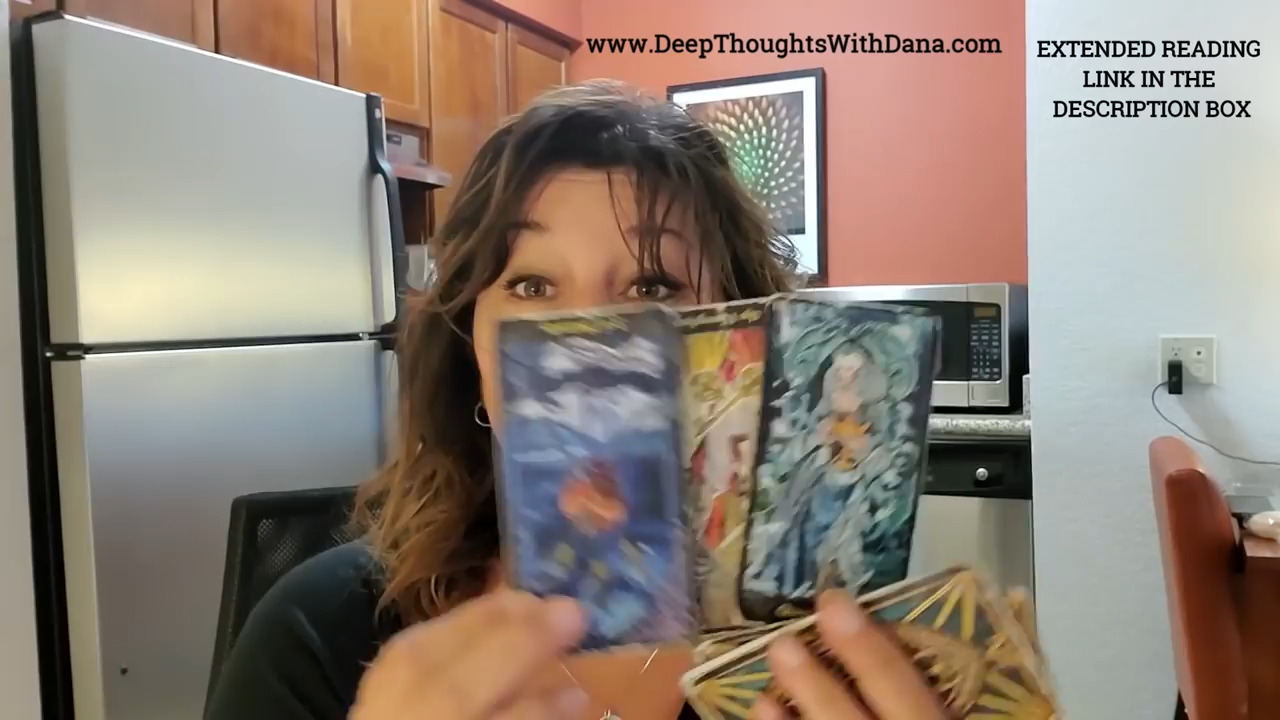 www.DeepThoughtsWithDana.com
EXTENDED READING
LINK IN THE
DESCRIPTION BOX